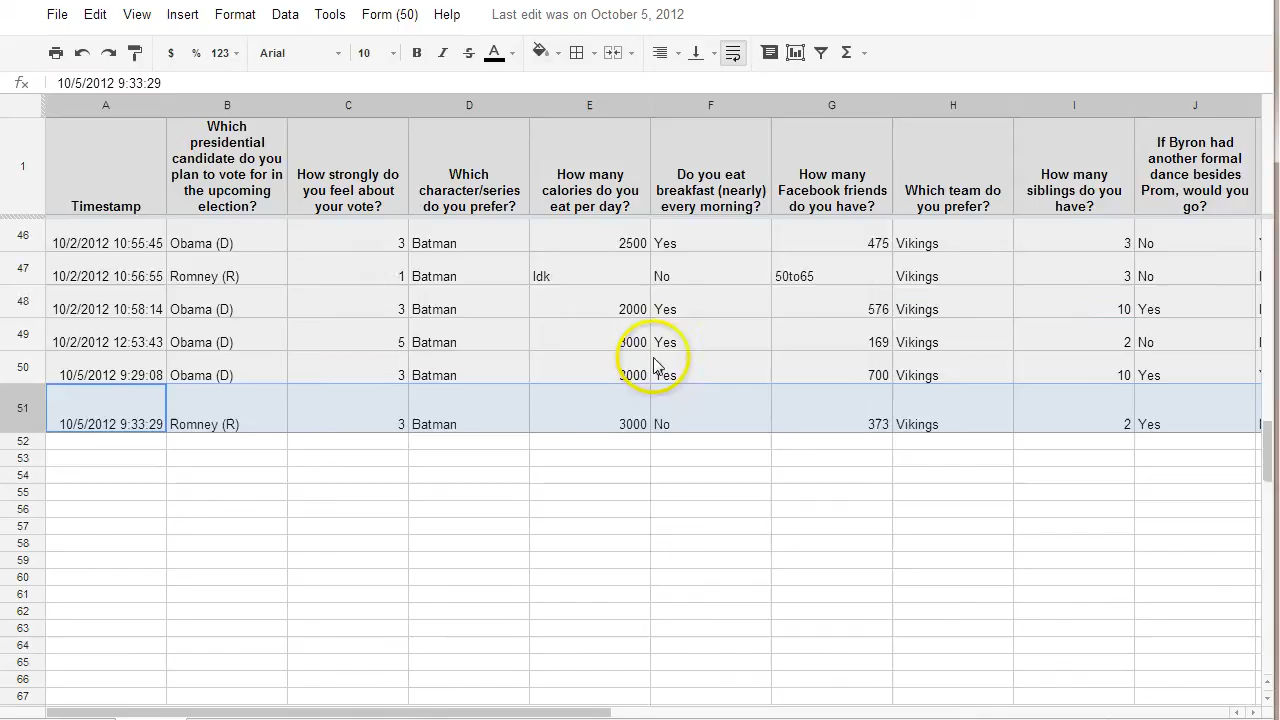 File Edit View Insert Format Data Tools Form (50) Help Last edit was on October 5, 2012
$ % 123 Arial 10 B I S A Σ
fx 10/5/2012 9:33:29
A B C D E F G H I J
1
Timestamp
Which
presidential
candidate do you
plan to vote for in
the upcoming
election?
How strongly do
you feel about
your vote?
Which
character/series
do you prefer?
How many
calories do you
eat per day?
Do you eat
breakfast (nearly)
every morning?
How many
Facebook friends
do you have?
Which team do
you prefer?
How many
siblings do you
have?
If Byron had
another formal
dance besides
Prom, would you
go?
46 10/2/2012 10:55:45 Obama (D) 3 Batman 2500 Yes 475 Vikings 3 No
47 10/2/2012 10:56:55 Romney (R) 1 Batman Idk No 50to65 Vikings 3 No
48 10/2/2012 10:58:14 Obama (D) 3 Batman 2000 Yes 576 Vikings 10 Yes
49 10/2/2012 12:53:43 Obama (D) 5 Batman 3000 Yes 169 Vikings 2 No
50 10/5/2012 9:29:08 Obama (D) 3 Batman 3000 Yes 700 Vikings 10 Yes
51 10/5/2012 9:33:29 Romney (R) 3 Batman 3000 No 373 Vikings 2 Yes
52
53
54
55
56
57
58
59
60
61
62
63
64
65
66
67